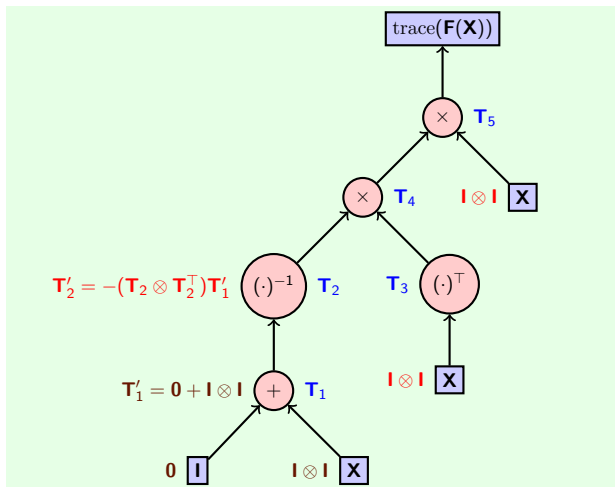 trace(F(X))
× T₅
I ⊗ I X
× T₄
T′₂ = −(T₂ ⊗ T₂⊤)T′₁ (·)⁻¹ T₂ T₃ (·)⊤
I ⊗ I X
T′₁ = 0 + I ⊗ I + T₁
0 I I ⊗ I X